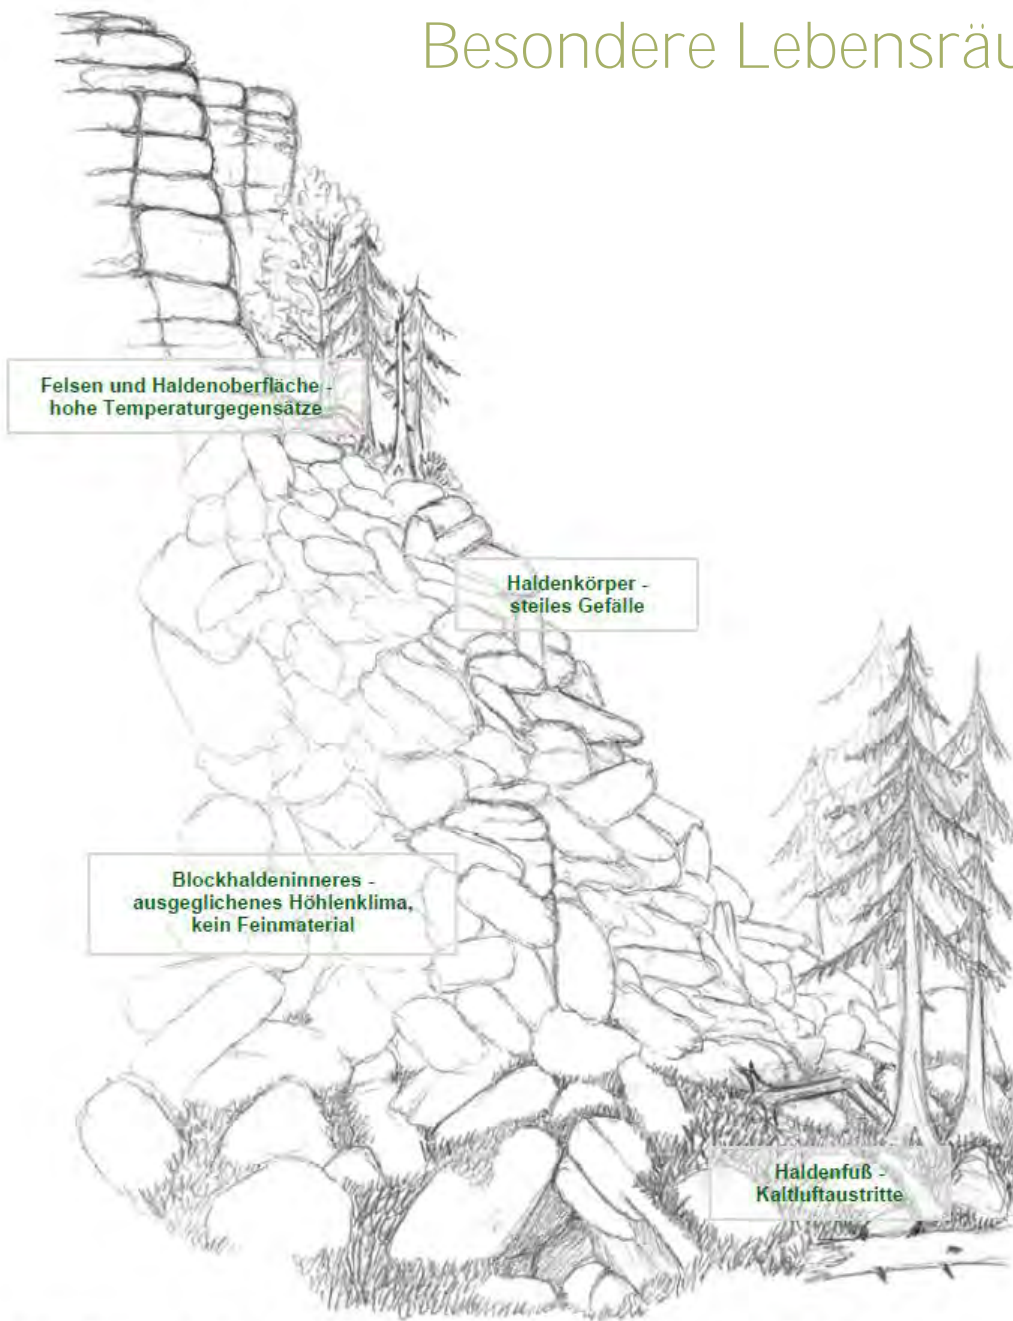 Besondere Lebensräu
Felsen und Haldenoberfläche -
hohe Temperaturgegensätze
Haldenkörper -
steiles Gefälle
Blockhaldeninneres -
ausgeglichenes Höhlenklima,
kein Feinmaterial
Haldenfuß -
Kaltluftaustritte